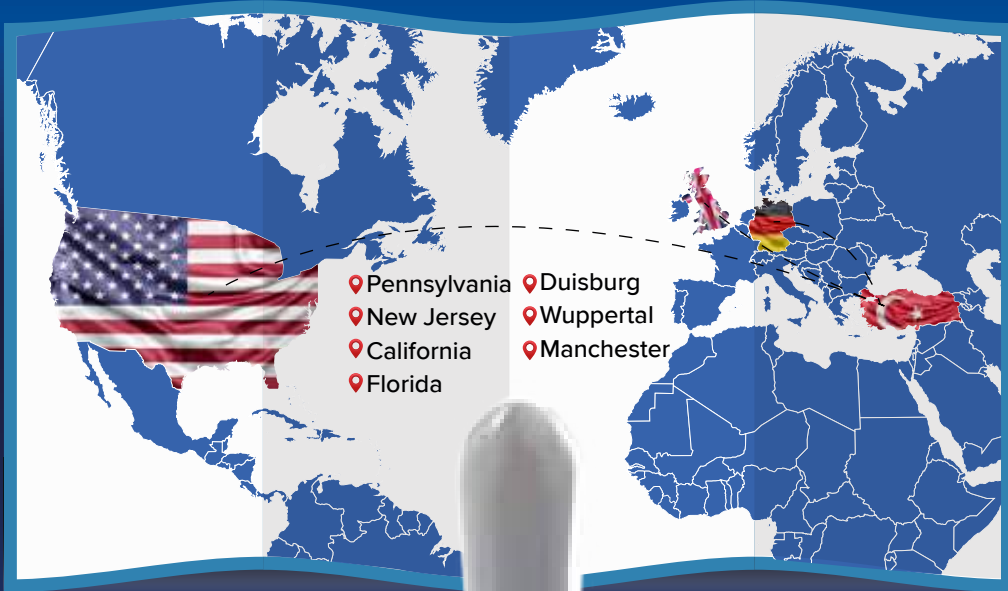 Pennsylvania
New Jersey
California
Florida
Duisburg
Wuppertal
Manchester